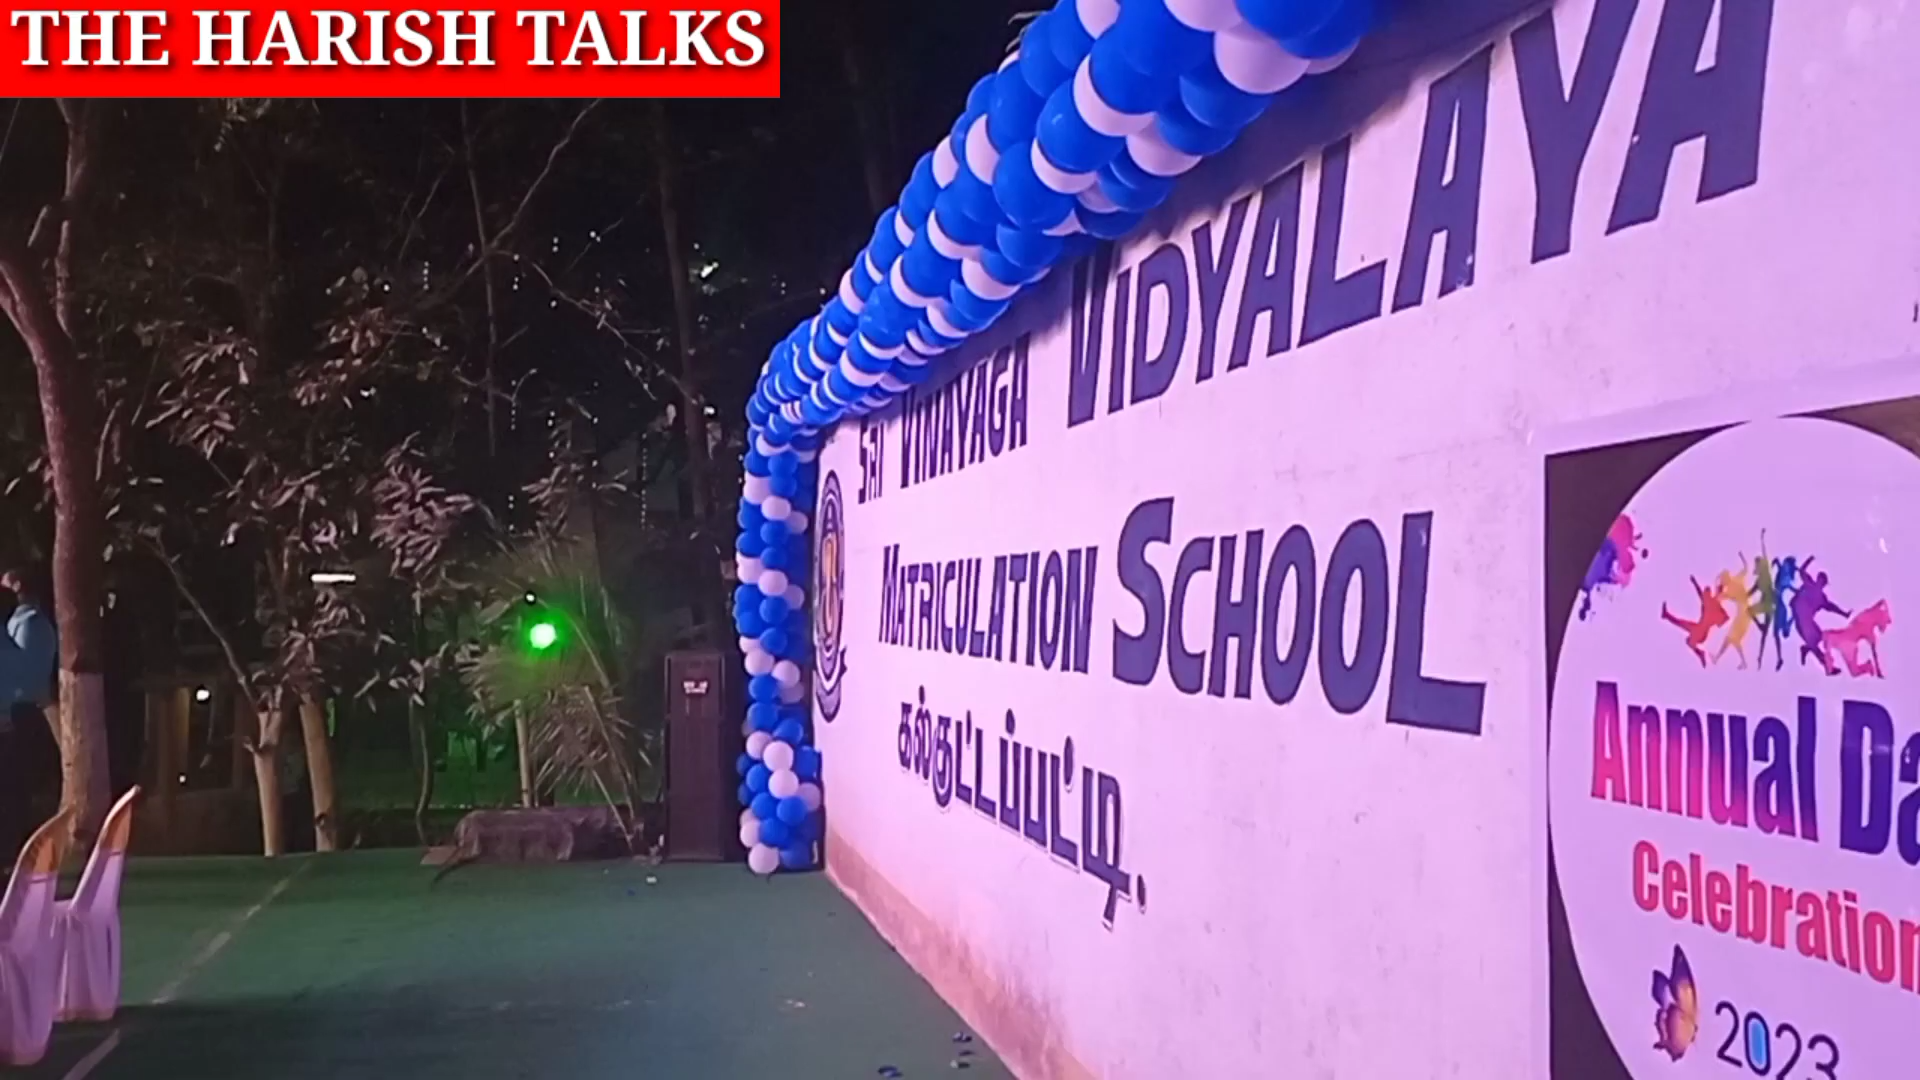 THE HARISH TALKS
SRI VINAYAGA VIDYALAYA
MATRICULATION SCHOOL
கல்குட்டப்பட்டி.
Annual Da
Celebration
2023